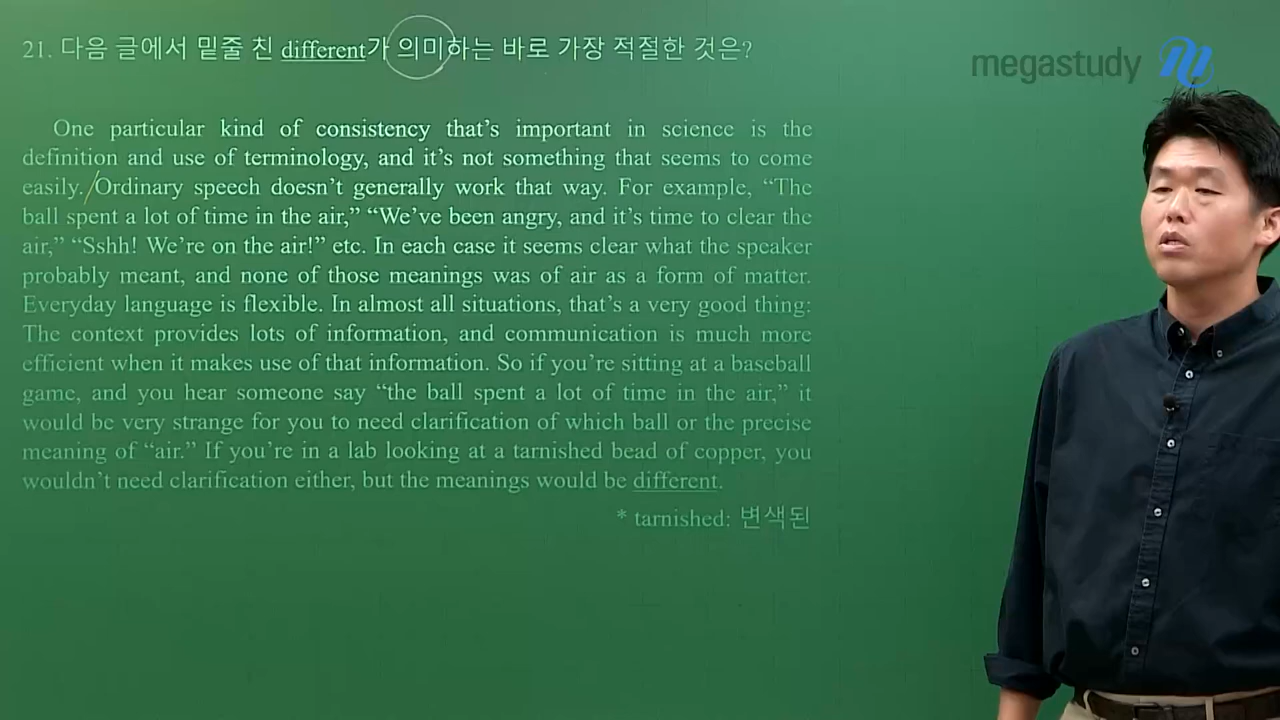 21. 다음 글에서 밑줄 친 different가 의미하는 바로 가장 적절한 것은?
megastudy
One particular kind of consistency that's important in science is the
definition and use of terminology, and it's not something that seems to come
easily. Ordinary speech doesn't generally work that way. For example, “The
ball spent a lot of time in the air,” “We've been angry, and it's time to clear the
air,” “Sshh! We're on the air!” etc. In each case it seems clear what the speaker
probably meant, and none of those meanings was of air as a form of matter.
Everyday language is flexible. In almost all situations, that's a very good thing:
The context provides lots of information, and communication is much more
efficient when it makes use of that information. So if you're sitting at a baseball
game, and you hear someone say “the ball spent a lot of time in the air,” it
would be very strange for you to need clarification of which ball or the precise
meaning of “air.” If you're in a lab looking at a tarnished bead of copper, you
wouldn't need clarification either, but the meanings would be different.
* tarnished: 변색된